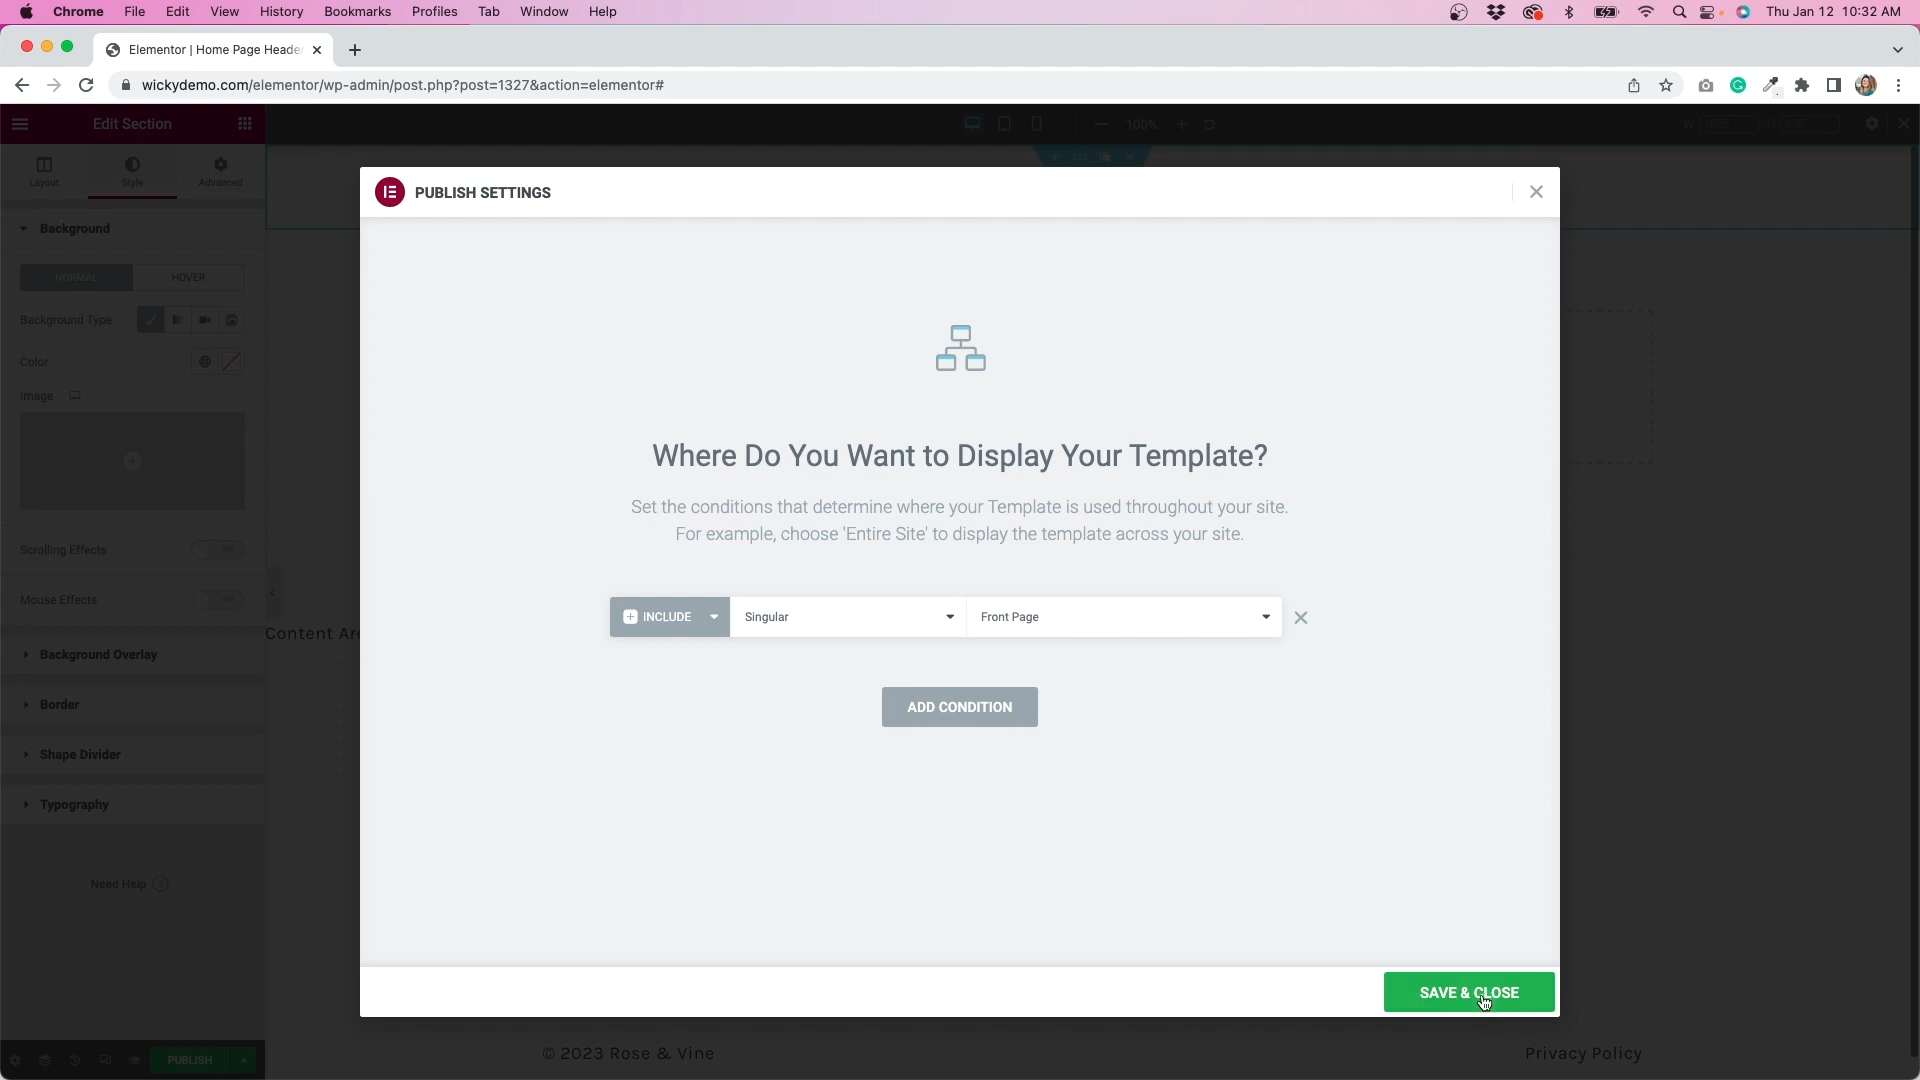 Chrome File Edit View History Bookmarks Profiles Tab Window Help Thu Jan 12 10:32 AM
Elementor | Home Page Heade
wickydemo.com/elementor/wp-admin/post.php?post=1327&action=elementor#
Edit Section
100%
W
H
Layout
Style
Advanced
PUBLISH SETTINGS
Background
NORMAL
HOVER
Background Type
Color
Image
Where Do You Want to Display Your Template?
Set the conditions that determine where your Template is used throughout your site.
For example, choose 'Entire Site' to display the template across your site.
Scrolling Effects
Mouse Effects
INCLUDE
Singular
Front Page
Content Are
Background Overlay
Border
ADD CONDITION
Shape Divider
Typography
Need Help
SAVE & CLOSE
PUBLISH
© 2023 Rose & Vine
Privacy Policy